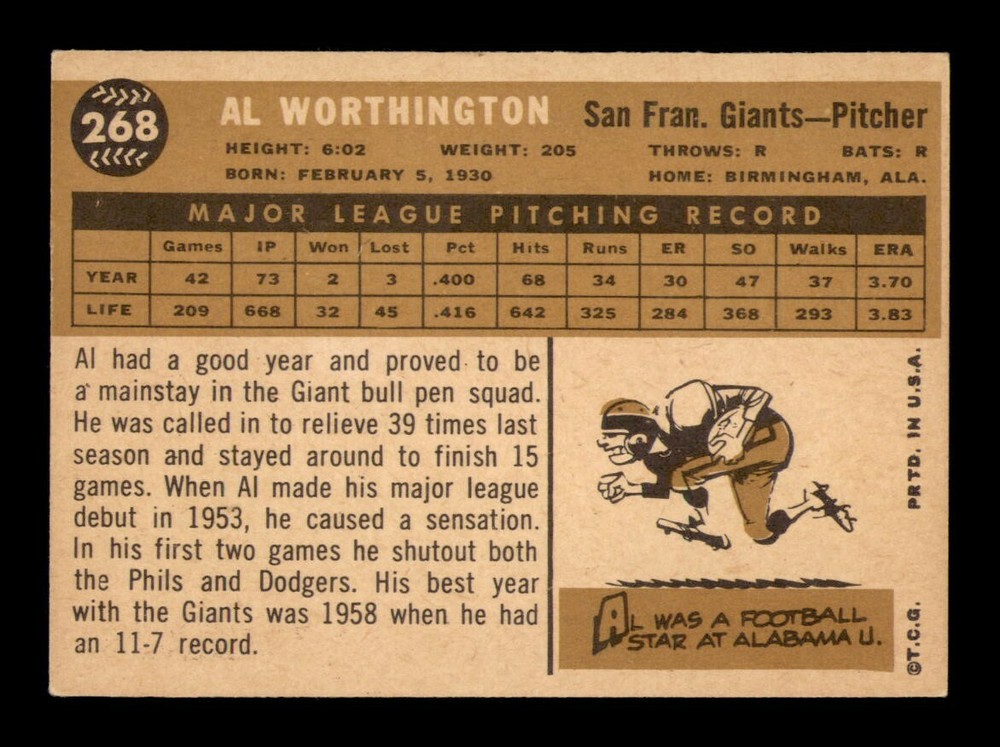 268
AL WORTHINGTON San Fran. Giants—Pitcher
HEIGHT: 6:02 WEIGHT: 205 THROWS: R BATS: R
BORN: FEBRUARY 5, 1930 HOME: BIRMINGHAM, ALA.
MAJOR LEAGUE PITCHING RECORD
Games IP Won Lost Pct Hits Runs ER SO Walks ERA
YEAR 42 73 2 3 .400 68 34 30 47 37 3.70
LIFE 209 668 32 45 .416 642 325 284 368 293 3.83
Al had a good year and proved to be
a mainstay in the Giant bull pen squad.
He was called in to relieve 39 times last
season and stayed around to finish 15
games. When Al made his major league
debut in 1953, he caused a sensation.
In his first two games he shutout both
the Phils and Dodgers. His best year
with the Giants was 1958 when he had
an 11-7 record.
AL WAS A FOOTBALL
STAR AT ALABAMA U.
©T.C.G. PRTD. IN U.S.A.